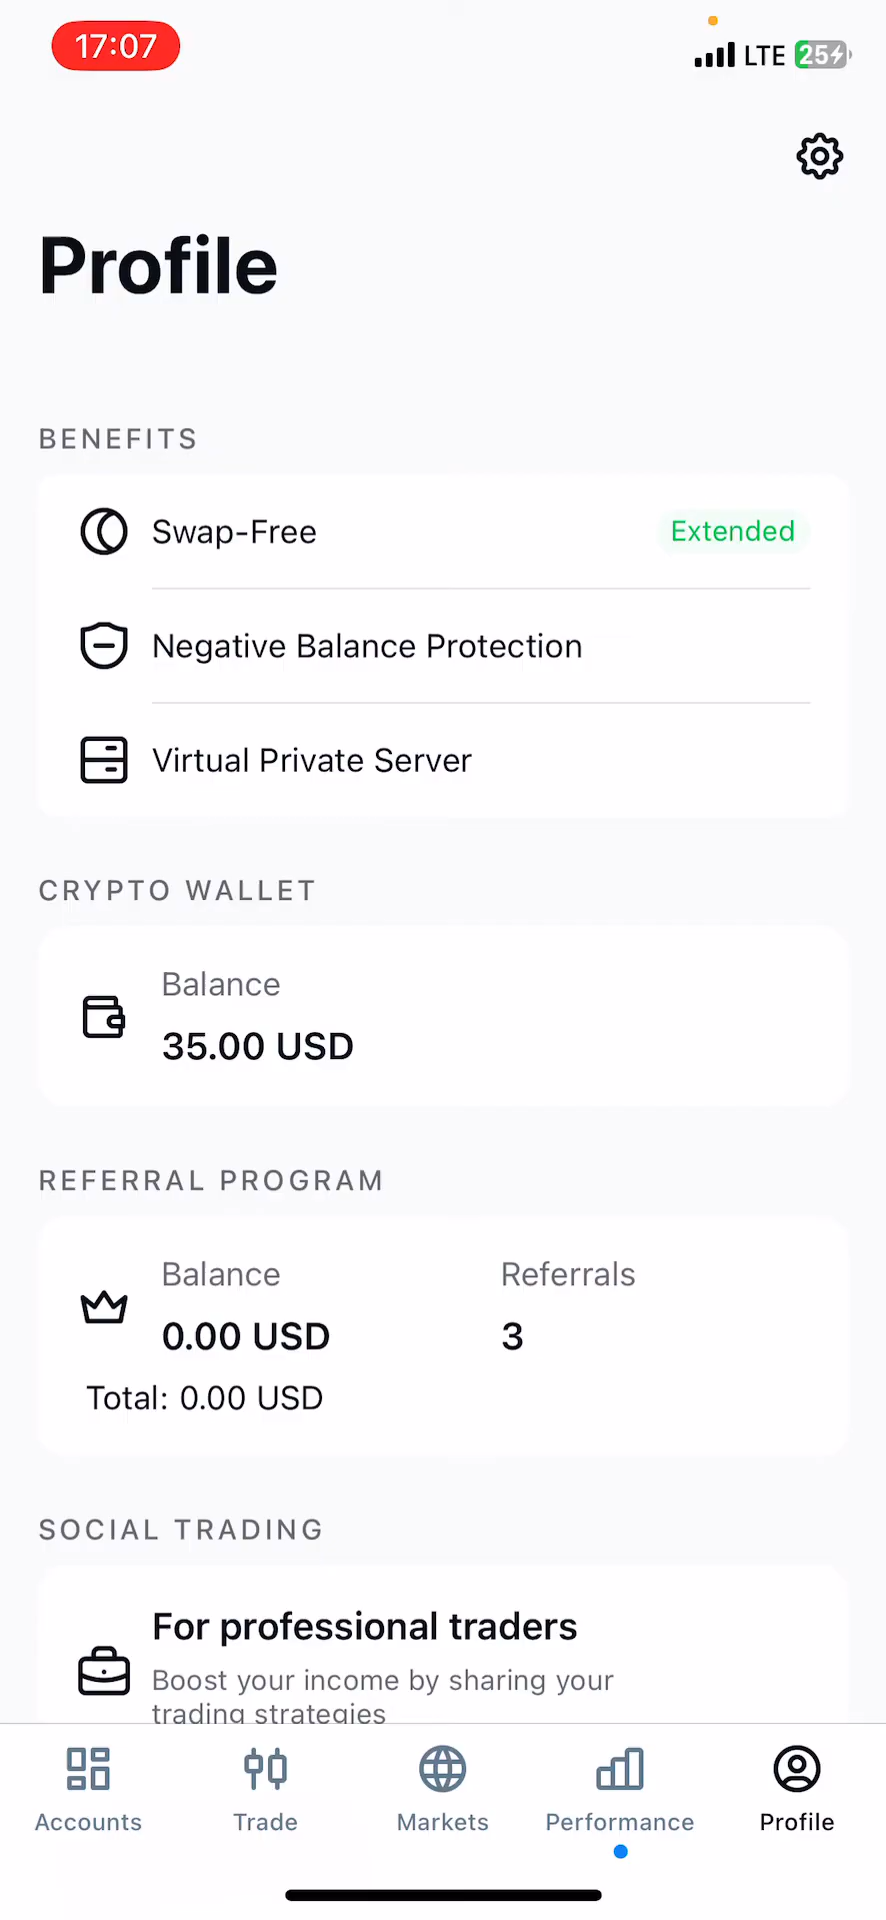 17:07
LTE 25
Profile
BENEFITS
Swap-Free Extended
Negative Balance Protection
Virtual Private Server
CRYPTO WALLET
Balance
35.00 USD
REFERRAL PROGRAM
Balance Referrals
0.00 USD 3
Total: 0.00 USD
SOCIAL TRADING
For professional traders
Boost your income by sharing your
trading strategies
Accounts Trade Markets Performance Profile